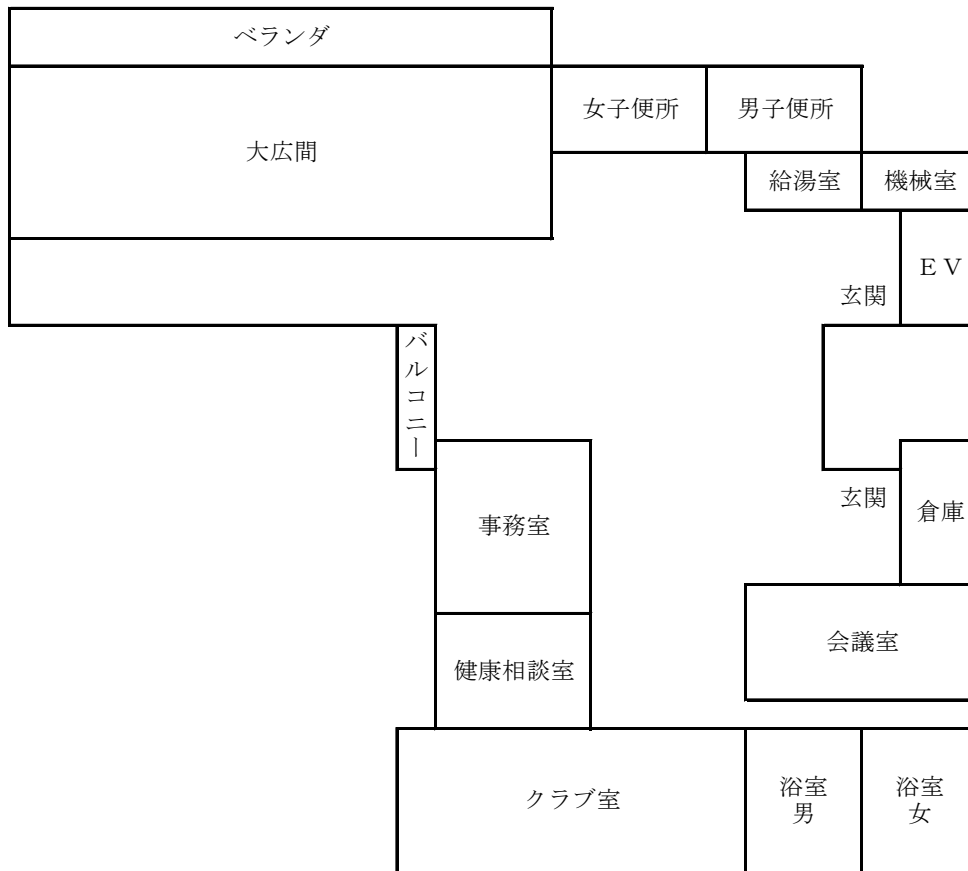 ベランダ
女子便所
男子便所
大広間
給湯室
機械室
ＥＶ
玄関
バルコニー
玄関
倉庫
事務室
会議室
健康相談室
クラブ室
浴室
男
浴室
女